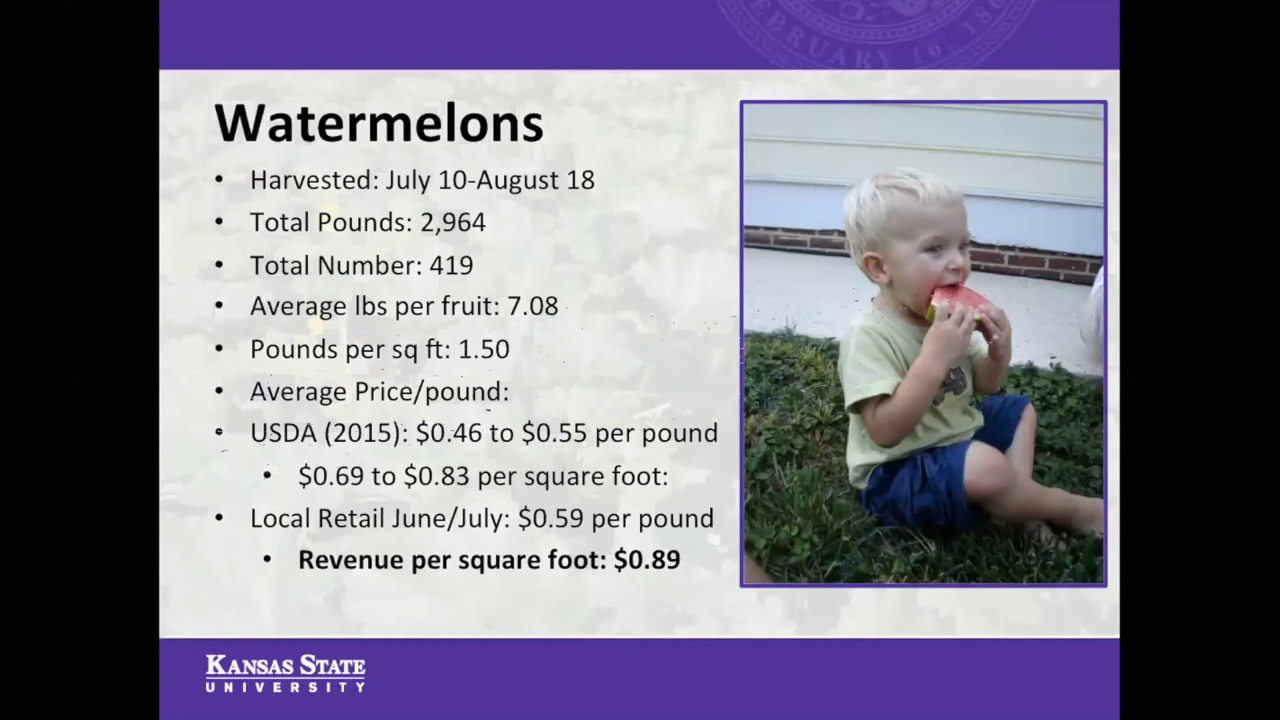 FEBRUARY 16, 186
Watermelons
• Harvested: July 10-August 18
• Total Pounds: 2,964
• Total Number: 419
• Average lbs per fruit: 7.08
• Pounds per sq ft: 1.50
• Average Price/pound:
• USDA (2015): $0.46 to $0.55 per pound
• $0.69 to $0.83 per square foot:
• Local Retail June/July: $0.59 per pound
• Revenue per square foot: $0.89
KANSAS STATE
UNIVERSITY